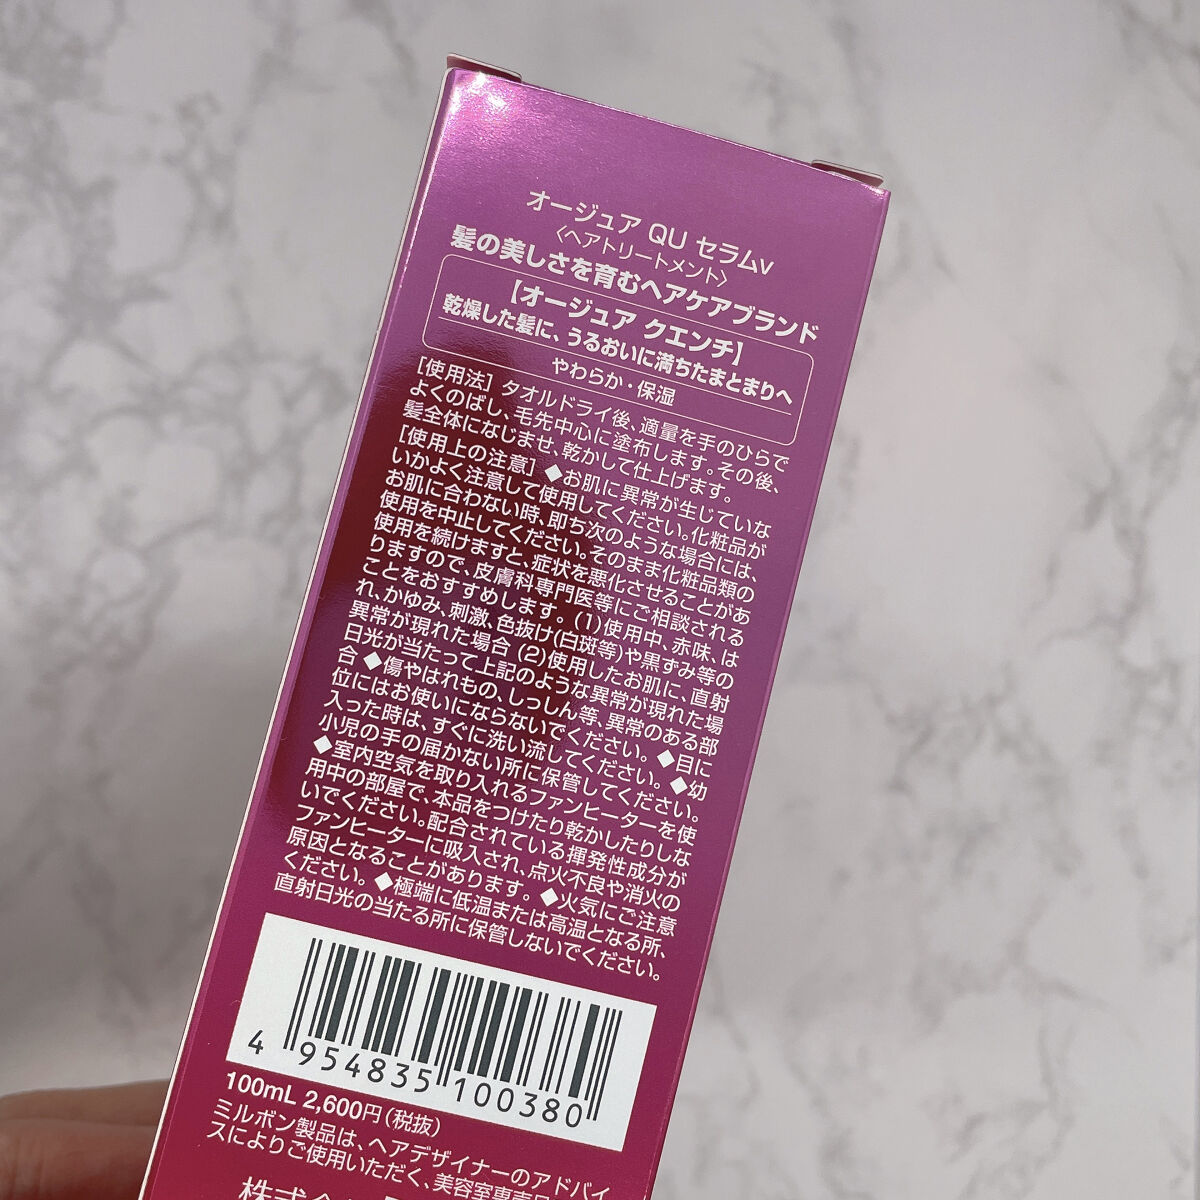 オージュア QU セラムv
〈ヘアトリートメント〉
髪の美しさを育むヘアケアブランド
【オージュア クエンチ】
乾燥した髪に、うるおいに満ちたまとまりへ
やわらか・保湿
[使用法] タオルドライ後、適量を手のひらで
よくのばし、毛先中心に塗布します。その後、
髪全体になじませ、乾かして仕上げます。
[使用上の注意] ◆お肌に異常が生じていな
いかよく注意して使用してください。化粧品が
お肌に合わない時、即ち次のような場合には、
使用を中止してください。そのまま化粧品類の
使用を続けますと、症状を悪化させることがあ
りますので、皮膚科専門医等にご相談される
ことをおすすめします。(1)使用中、赤味、は
れ、かゆみ、刺激、色抜け(白斑等)や黒ずみ等の
異常が現れた場合 (2)使用したお肌に、直射
日光が当たって上記のような異常が現れた場
合 ◆傷やはれもの、しっしん等、異常のある部
位にはお使いにならないでください。 ◆目に
入った時は、すぐに洗い流してください。 ◆幼
小児の手の届かない所に保管してください。
◆室内空気を取り入れるファンヒーターを使
用中の部屋で、本品をつけたり乾かしたりしな
いでください。配合されている揮発性成分が
ファンヒーターに吸入され、点火不良や消火の
原因となることがあります。 ◆火気にご注意
ください。 ◆極端に低温または高温となる所、
直射日光の当たる所に保管しないでください。
4 954835 100380
100mL 2,600円(税抜)
ミルボン製品は、ヘアデザイナーのアドバイ
スによりご使用いただく、美容室専売品
株式会